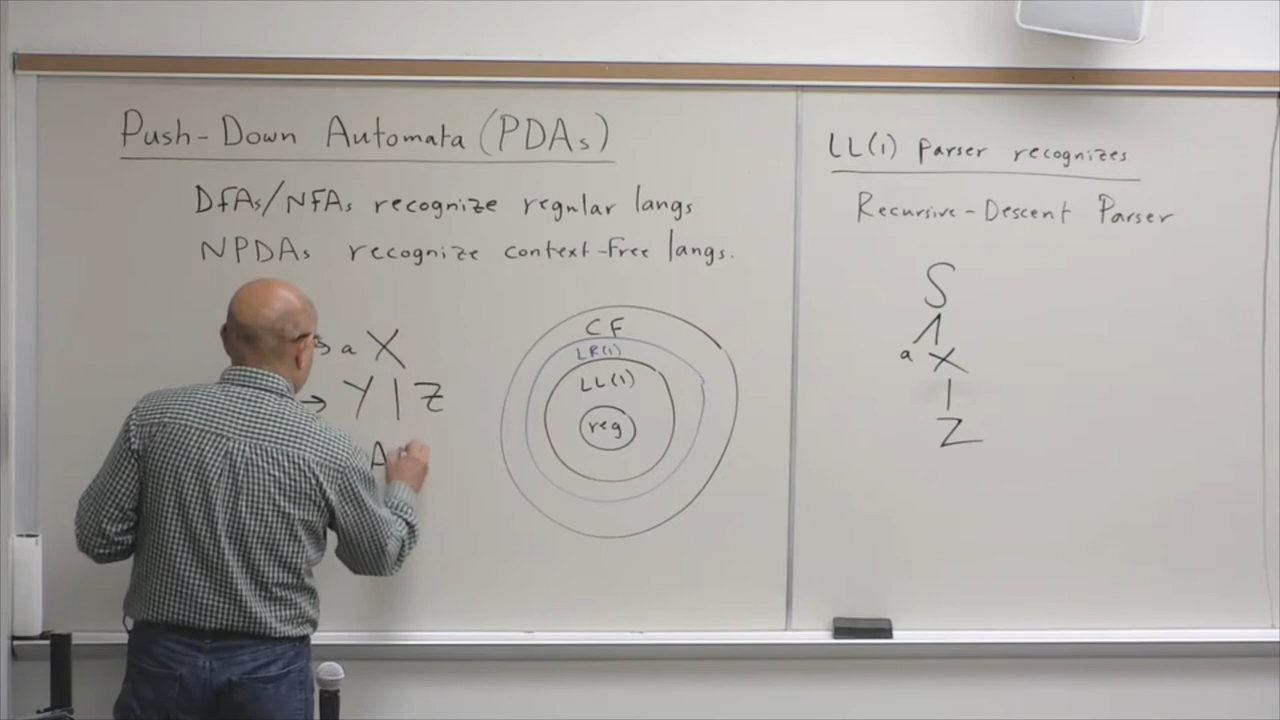 Push-Down Automata (PDAs)
DFAs/NFAs recognize regular langs
NPDAs recognize context-free langs.
a X
→ Y | Z
A
CF
LR(1)
LL(1)
reg
LL(1) parser recognizes
Recursive-Descent Parser
S
a X
Z